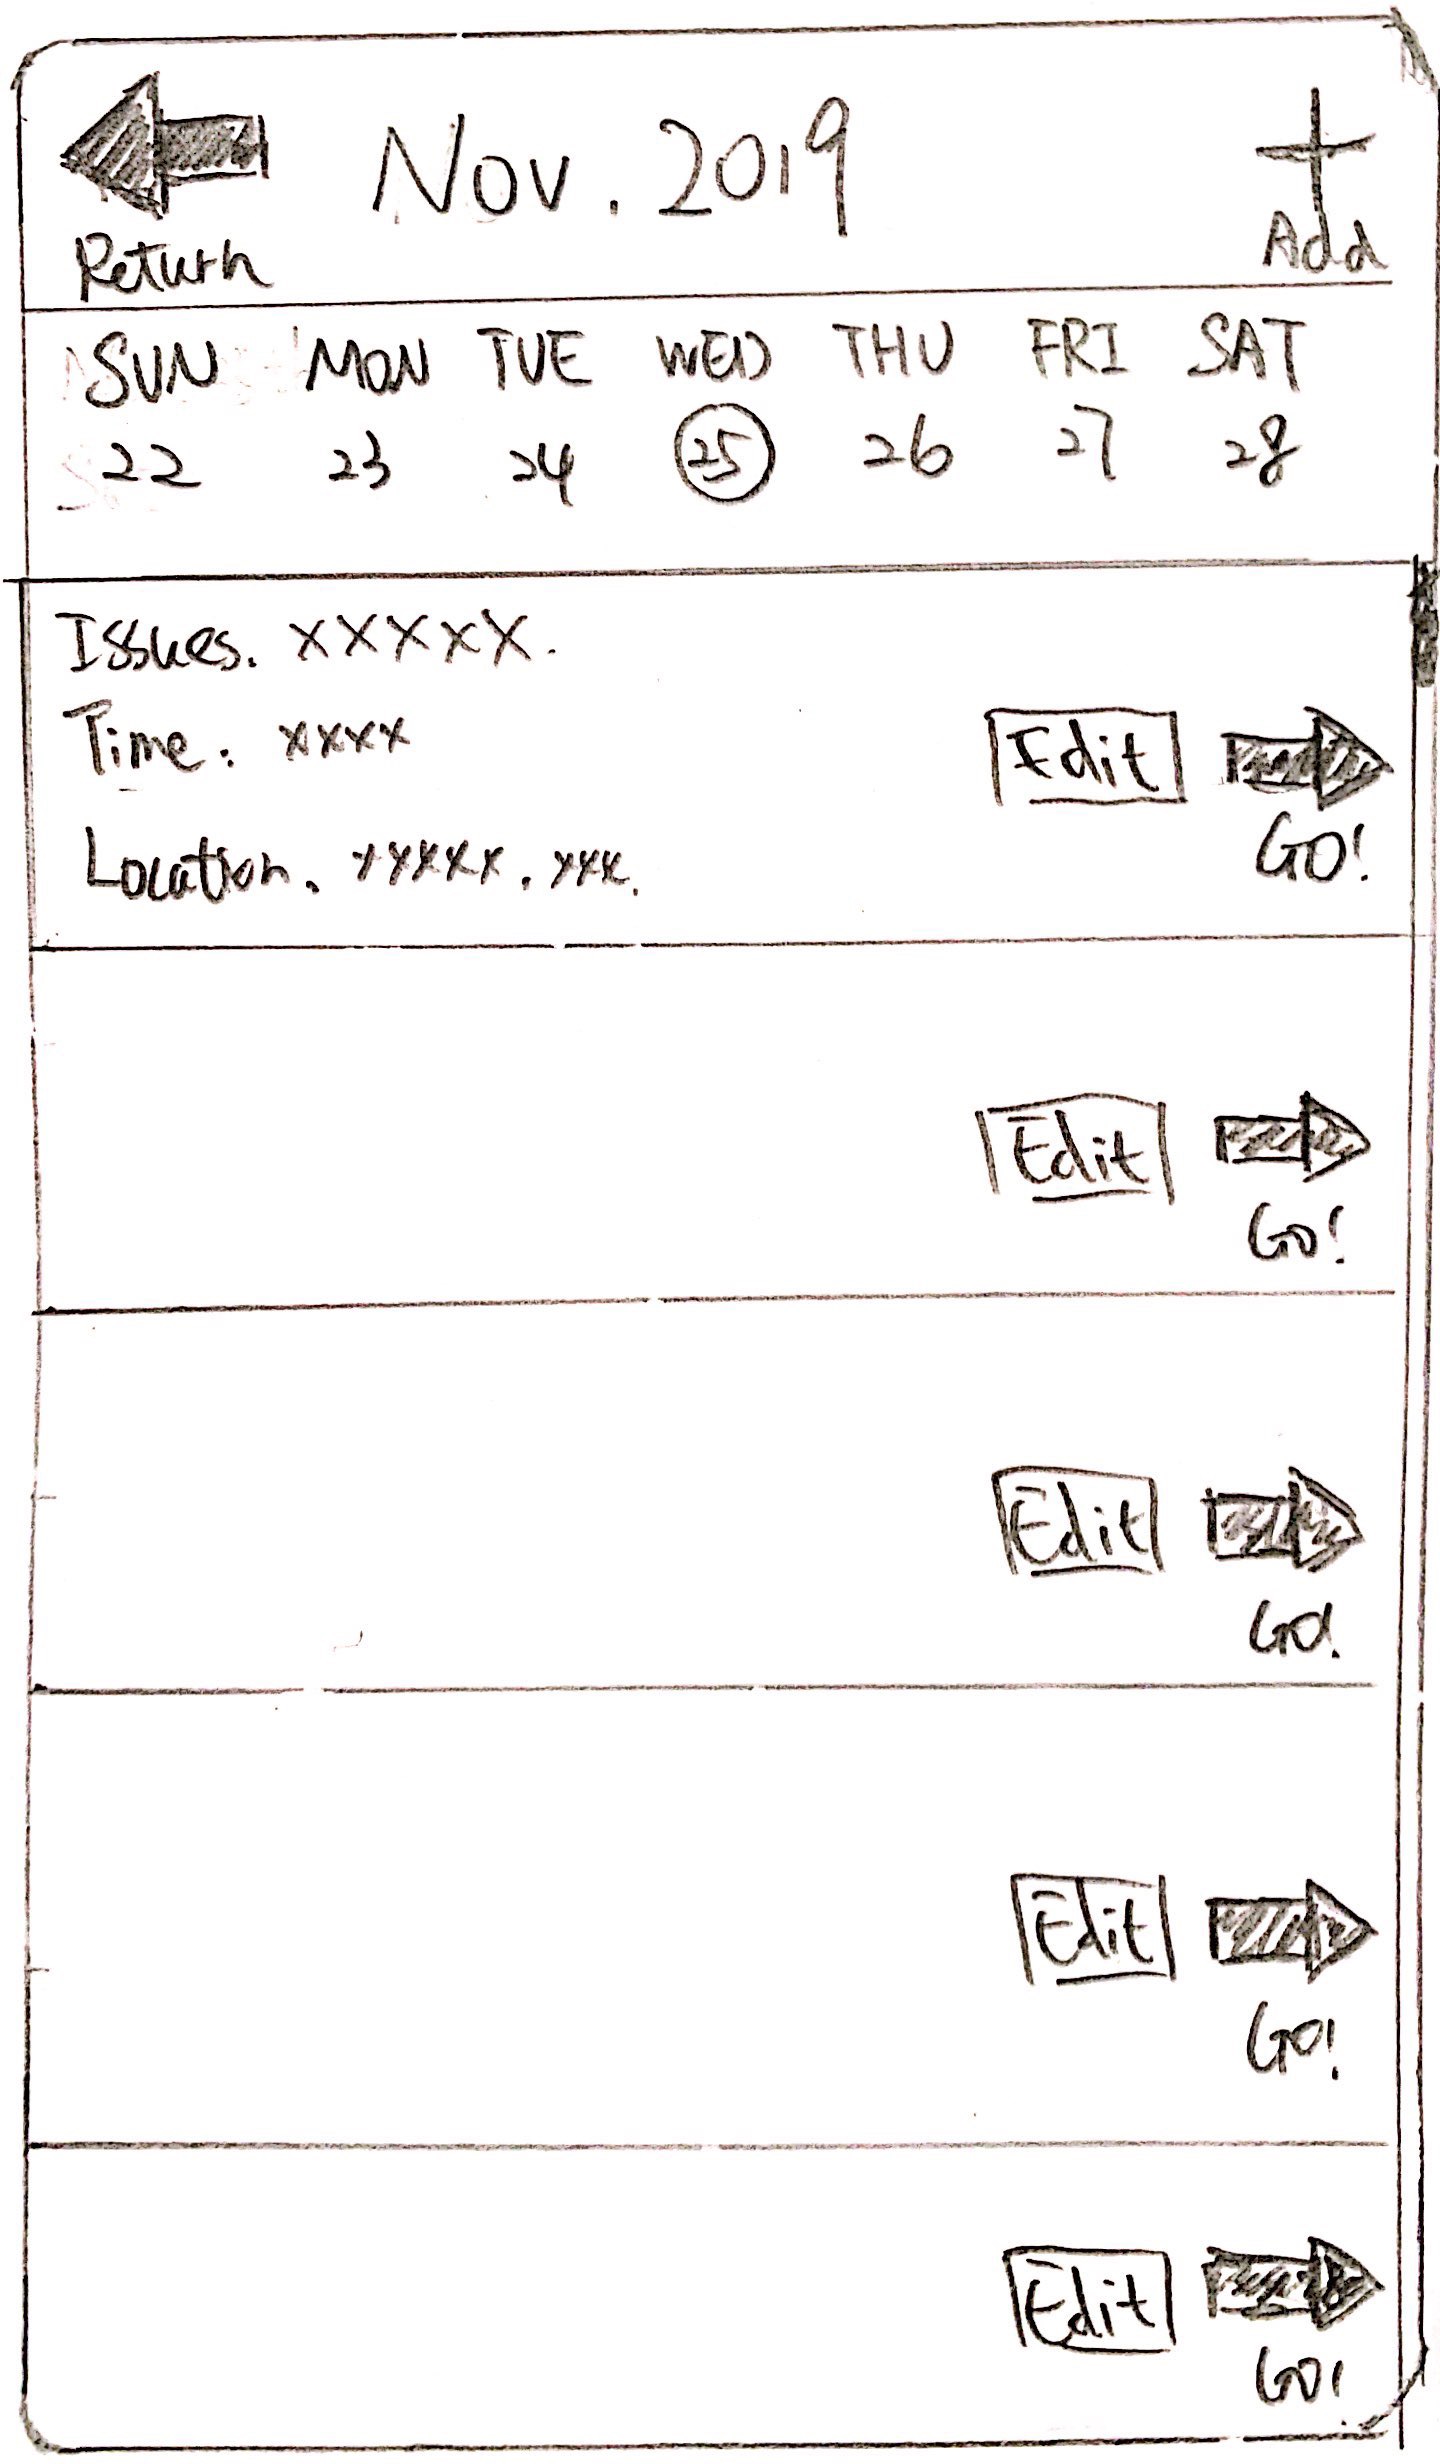 Nov. 2019
Return
Add
SUN MON TUE WED THU FRI SAT
22 23 24 25 26 27 28
Issues. xxxxx.
Time: xxxx
Edit
GO!
Location. xxxxx, xxx.
Edit
GO!
Edit
GO!
Edit
GO!
Edit
GO!